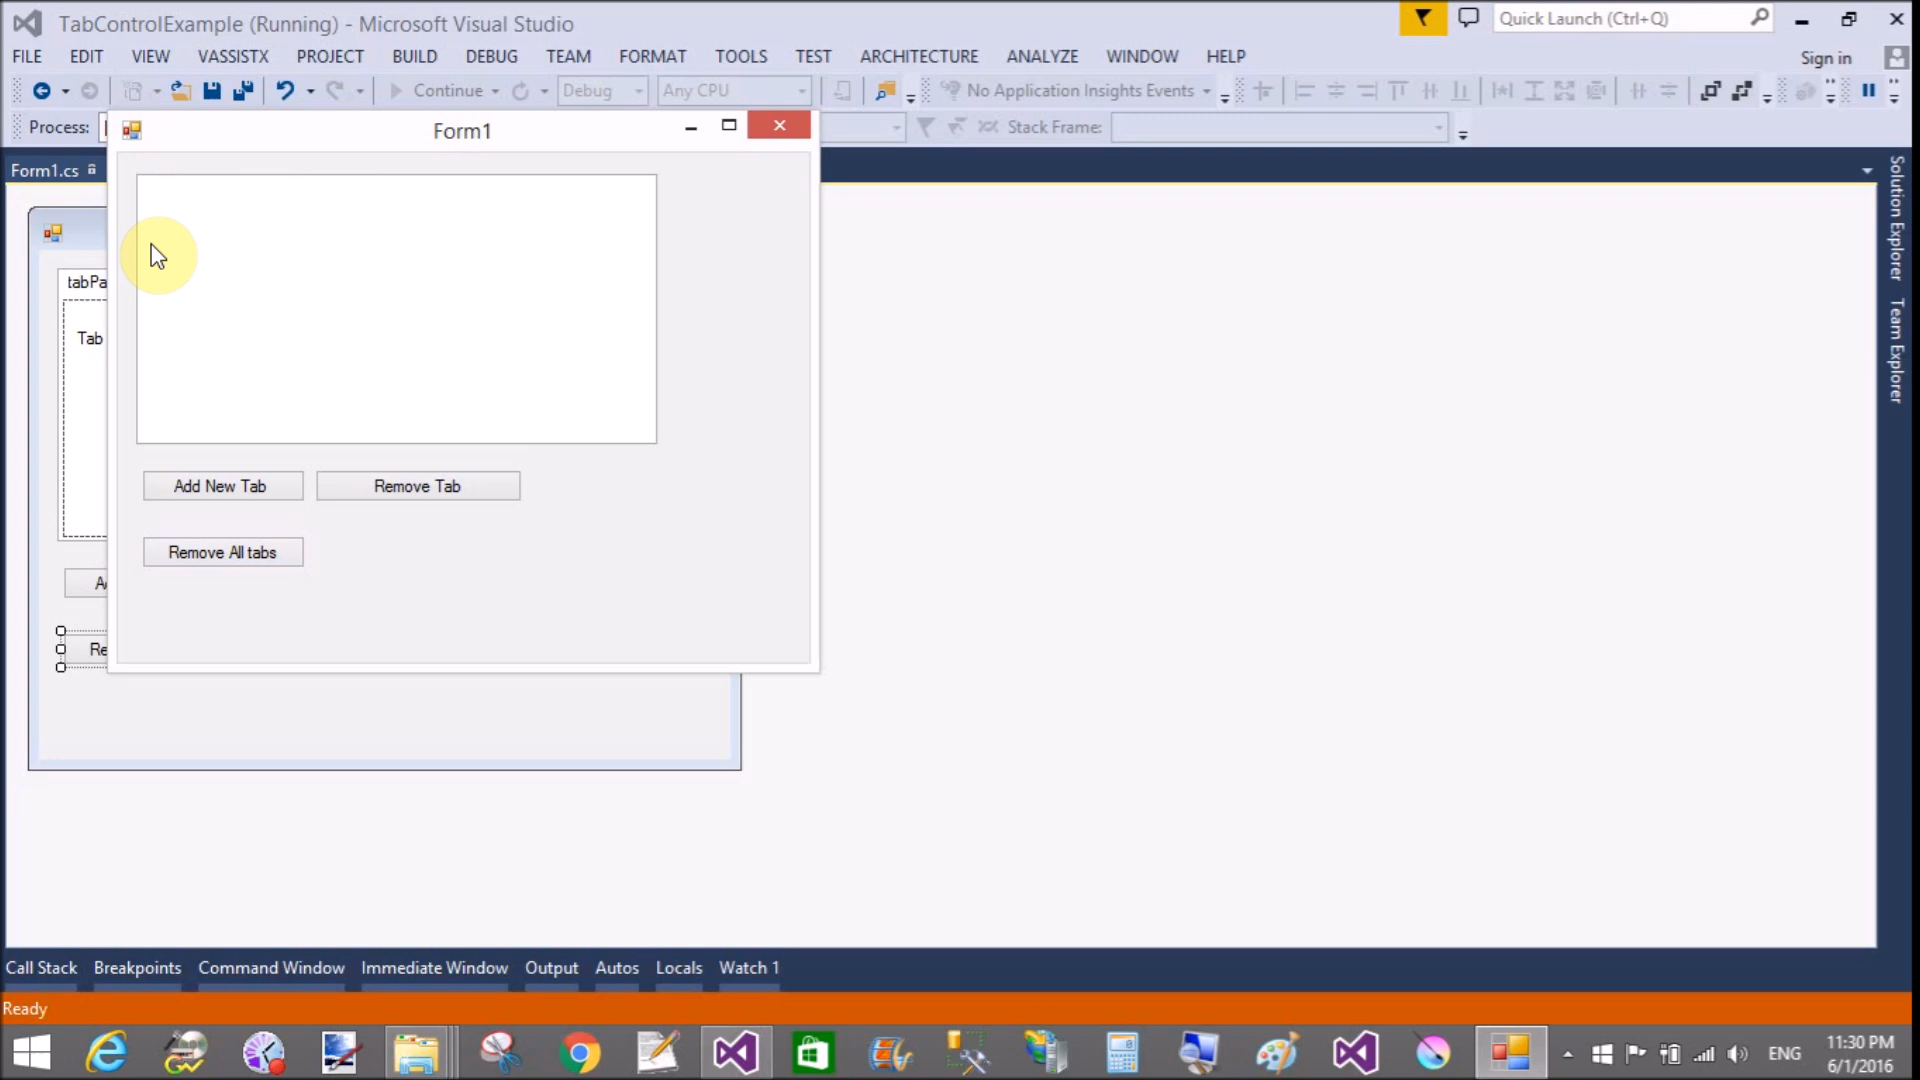 TabControlExample (Running) - Microsoft Visual Studio
Quick Launch (Ctrl+Q)
FILE EDIT VIEW VASSISTX PROJECT BUILD DEBUG TEAM FORMAT TOOLS TEST ARCHITECTURE ANALYZE WINDOW HELP
Sign in
Continue Debug Any CPU No Application Insights Events
Process: Stack Frame:
Form1
Form1.cs
Solution Explorer
Team Explorer
tabPa
Tab
Add New Tab Remove Tab
Remove All tabs
A
Re
Call Stack Breakpoints Command Window Immediate Window Output Autos Locals Watch 1
Ready
ENG
11:30 PM
6/1/2016